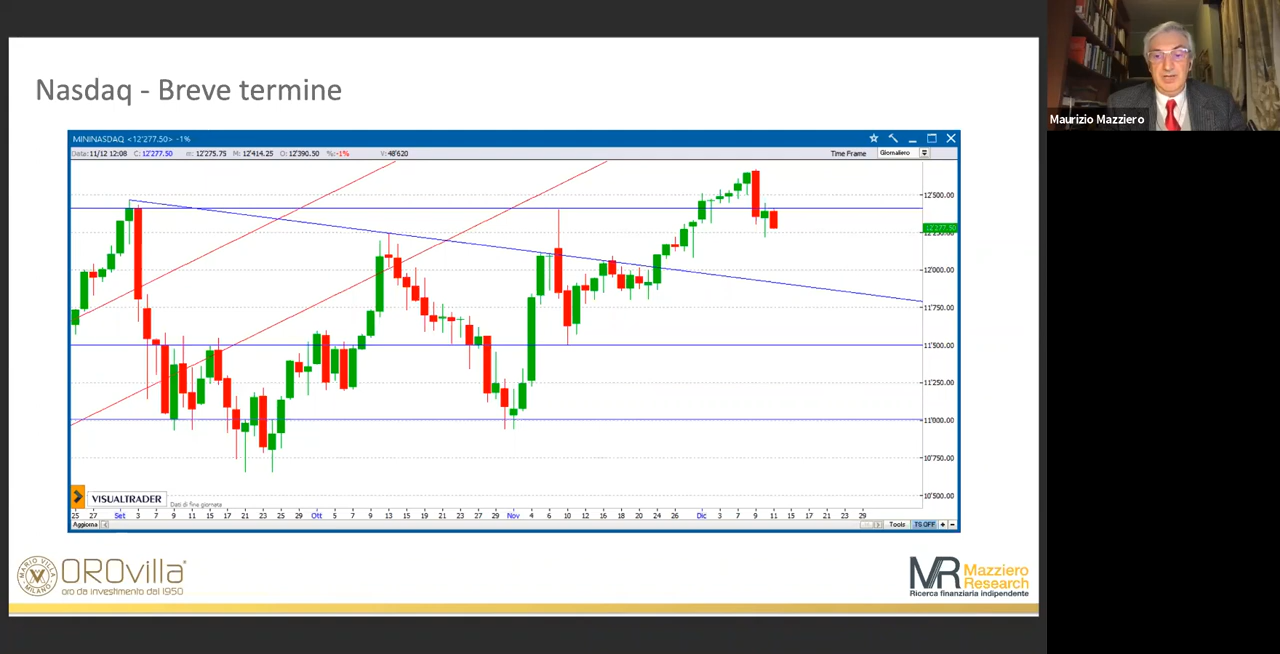 Nasdaq - Breve termine
MININASDAQ <12'277.50> -1%
Data: 11/12 12:08 C: 12'277.50 m: 12'275.75 M: 12'414.25 O: 12'390.50 %:-1% V: 48'620
Time Frame Giornaliero
12'500.00
12'277.50
12'000.00
11'750.00
11'500.00
11'250.00
11'000.00
10'750.00
10'500.00
VISUALTRADER
Dati di fine giornata
25 27 Set 3 7 9 11 15 17 21 23 25 29 Ott 5 7 9 13 15 19 21 23 27 29 Nov 4 6 10 12 16 18 20 24 26 Dic 3 7 9 11 15 17 21 23 29
Aggiorna Tools TG OFF
MARIO VILLA MILANO
OROvilla
oro da investimento dal 1950
MR Mazziero
Research
Ricerca finanziaria indipendente
Maurizio Mazziero